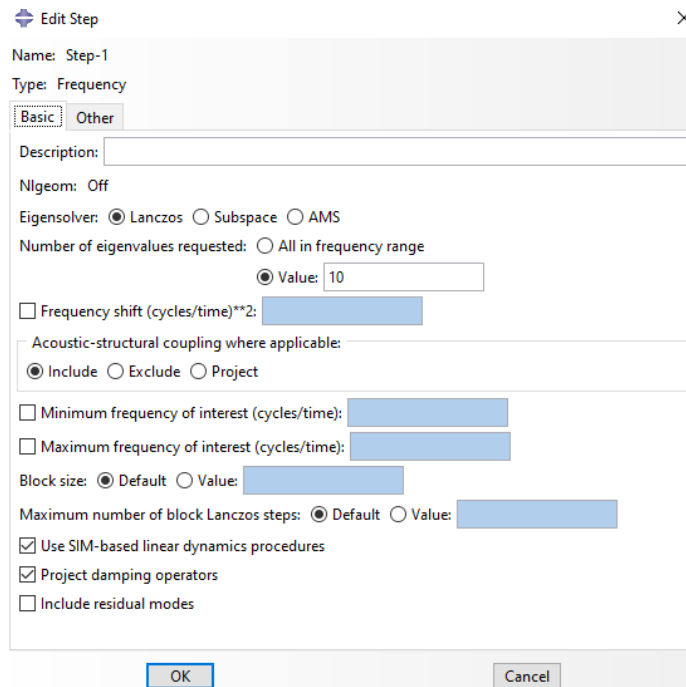 Edit Step
Name: Step-1
Type: Frequency
Basic Other
Description:
Nlgeom: Off
Eigensolver: Lanczos Subspace AMS
Number of eigenvalues requested: All in frequency range
Value: 10
Frequency shift (cycles/time)**2:
Acoustic-structural coupling where applicable:
Include Exclude Project
Minimum frequency of interest (cycles/time):
Maximum frequency of interest (cycles/time):
Block size: Default Value:
Maximum number of block Lanczos steps: Default Value:
Use SIM-based linear dynamics procedures
Project damping operators
Include residual modes
OK Cancel